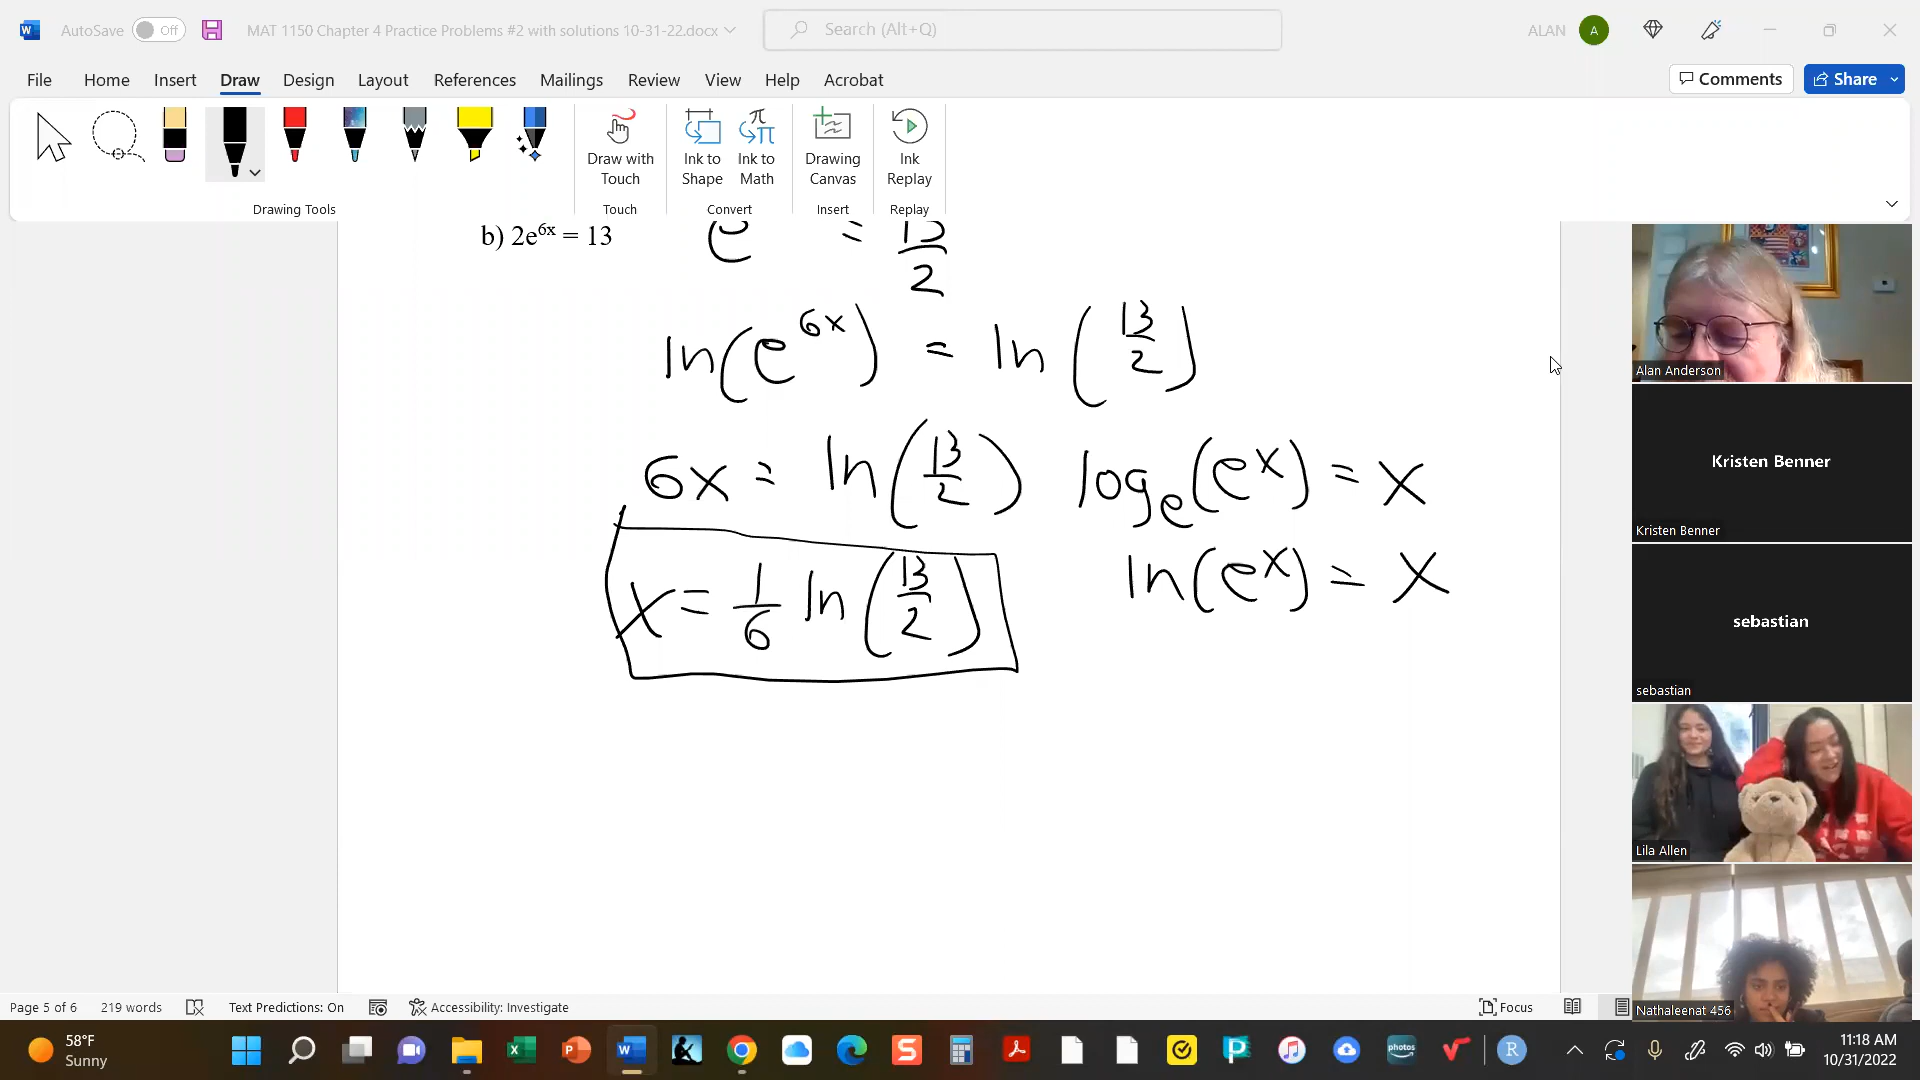 AutoSave Off MAT 1150 Chapter 4 Practice Problems #2 with solutions 10-31-22.docx Search (Alt+Q) ALAN A
File Home Insert Draw Design Layout References Mailings Review View Help Acrobat Comments Share
Draw with Touch
Ink to Shape
Ink to Math
Drawing Canvas
Ink Replay
Drawing Tools Touch Convert Insert Replay
b) 2e^6x = 13
e = 13/2
ln(e^6x) = ln(13/2)
6x = ln(13/2) log_e(e^x) = x
x = 1/6 ln(13/2) ln(e^x) = x
Alan Anderson
Kristen Benner
Kristen Benner
sebastian
sebastian
Lila Allen
Nathaleenat 456
Page 5 of 6 219 words Text Predictions: On Accessibility: Investigate Focus
58°F
Sunny
photos
11:18 AM
10/31/2022